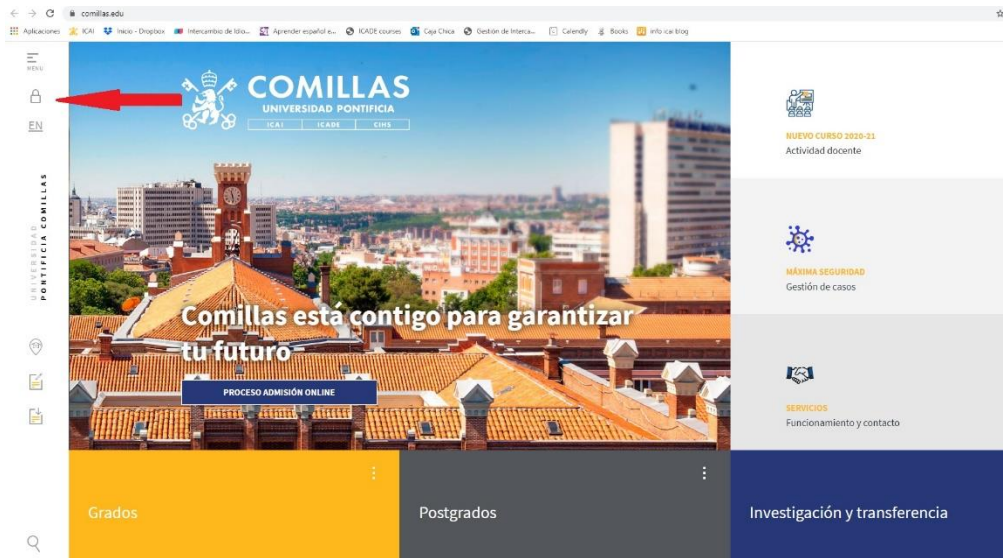 comillas.edu
Aplicaciones ICAI Inicio - Dropbox Intercambio de Idio... Aprender español e... ICADE courses Caja Chica Gestión de Interca... Calendly Books info icai blog
MENU
EN
UNIVERSIDAD
PONTIFICIA COMILLAS
COMILLAS
UNIVERSIDAD PONTIFICIA
ICAI ICADE CIHS
Comillas está contigo para garantizar
tu futuro
PROCESO ADMISIÓN ONLINE
NUEVO CURSO 2020-21
Actividad docente
MÁXIMA SEGURIDAD
Gestión de casos
SERVICIOS
Funcionamiento y contacto
Grados
Postgrados
Investigación y transferencia